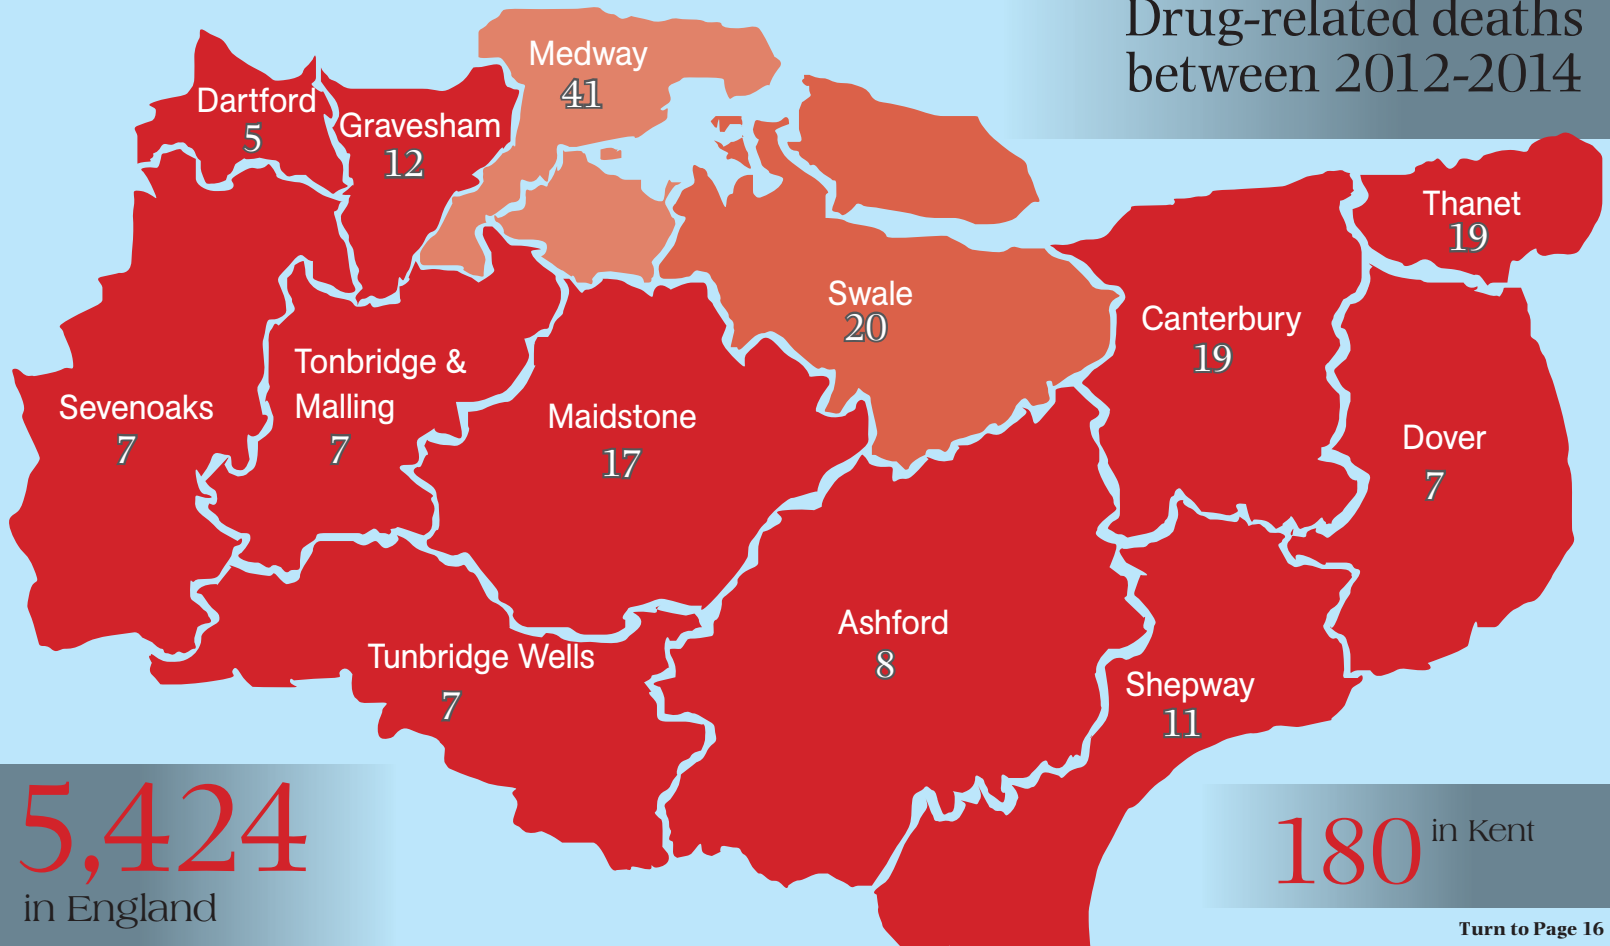 Drug-related deaths
between 2012-2014
Medway
41
Dartford
5
Gravesham
12
Thanet
19
Swale
20
Canterbury
19
Tonbridge &
Malling
7
Sevenoaks
7
Maidstone
17
Dover
7
Ashford
8
Tunbridge Wells
7
Shepway
11
5,424
in England
180 in Kent
Turn to Page 16